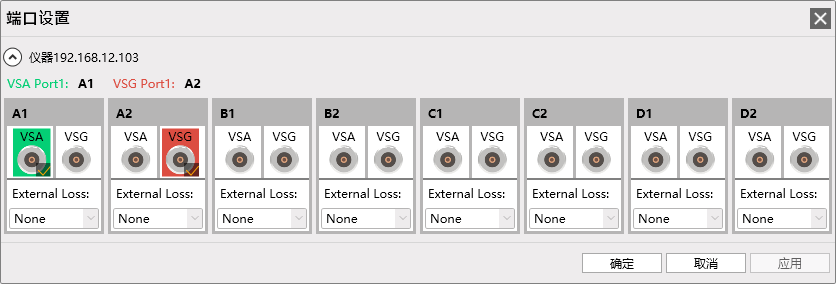 端口设置
仪器192.168.12.103
VSA Port1: A1 VSG Port1: A2
A1 A2 B1 B2 C1 C2 D1 D2
VSA VSG VSA VSG VSA VSG VSA VSG VSA VSG VSA VSG VSA VSG VSA VSG
External Loss: External Loss: External Loss: External Loss: External Loss: External Loss: External Loss: External Loss:
None None None None None None None None
确定 取消 应用